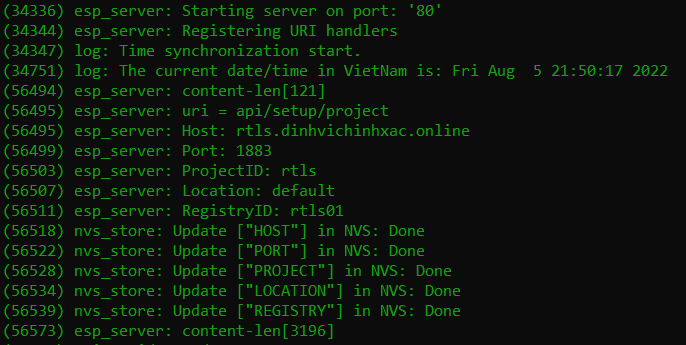 (34336) esp_server: Starting server on port: '80'
(34344) esp_server: Registering URI handlers
(34347) log: Time synchronization start.
(34751) log: The current date/time in VietNam is: Fri Aug  5 21:50:17 2022
(56494) esp_server: content-len[121]
(56495) esp_server: uri = api/setup/project
(56495) esp_server: Host: rtls.dinhvichinhxac.online
(56499) esp_server: Port: 1883
(56503) esp_server: ProjectID: rtls
(56507) esp_server: Location: default
(56511) esp_server: RegistryID: rtls01
(56518) nvs_store: Update ["HOST"] in NVS: Done
(56522) nvs_store: Update ["PORT"] in NVS: Done
(56528) nvs_store: Update ["PROJECT"] in NVS: Done
(56534) nvs_store: Update ["LOCATION"] in NVS: Done
(56539) nvs_store: Update ["REGISTRY"] in NVS: Done
(56573) esp_server: content-len[3196]